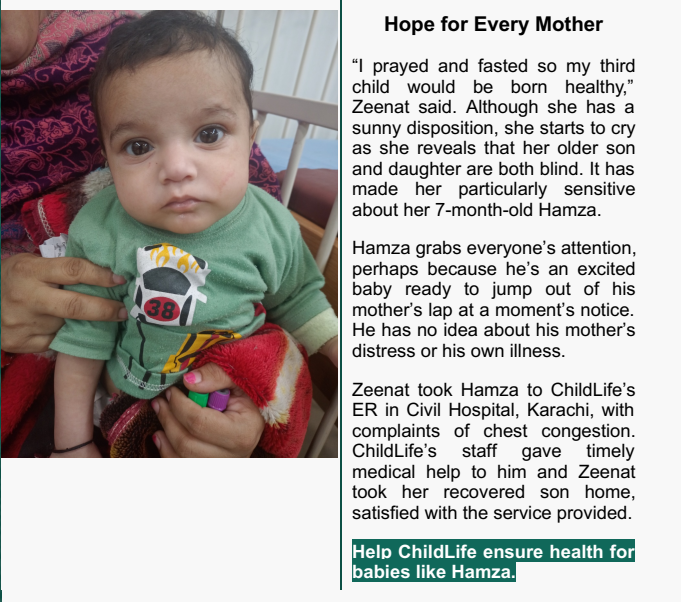 Hope for Every Mother
“I prayed and fasted so my third
child would be born healthy,”
Zeenat said. Although she has a
sunny disposition, she starts to cry
as she reveals that her older son
and daughter are both blind. It has
made her particularly sensitive
about her 7-month-old Hamza.
Hamza grabs everyone’s attention,
perhaps because he’s an excited
baby ready to jump out of his
mother’s lap at a moment’s notice.
He has no idea about his mother’s
distress or his own illness.
Zeenat took Hamza to ChildLife’s
ER in Civil Hospital, Karachi, with
complaints of chest congestion.
ChildLife’s staff gave timely
medical help to him and Zeenat
took her recovered son home,
satisfied with the service provided.
Help ChildLife ensure health for
babies like Hamza.
38